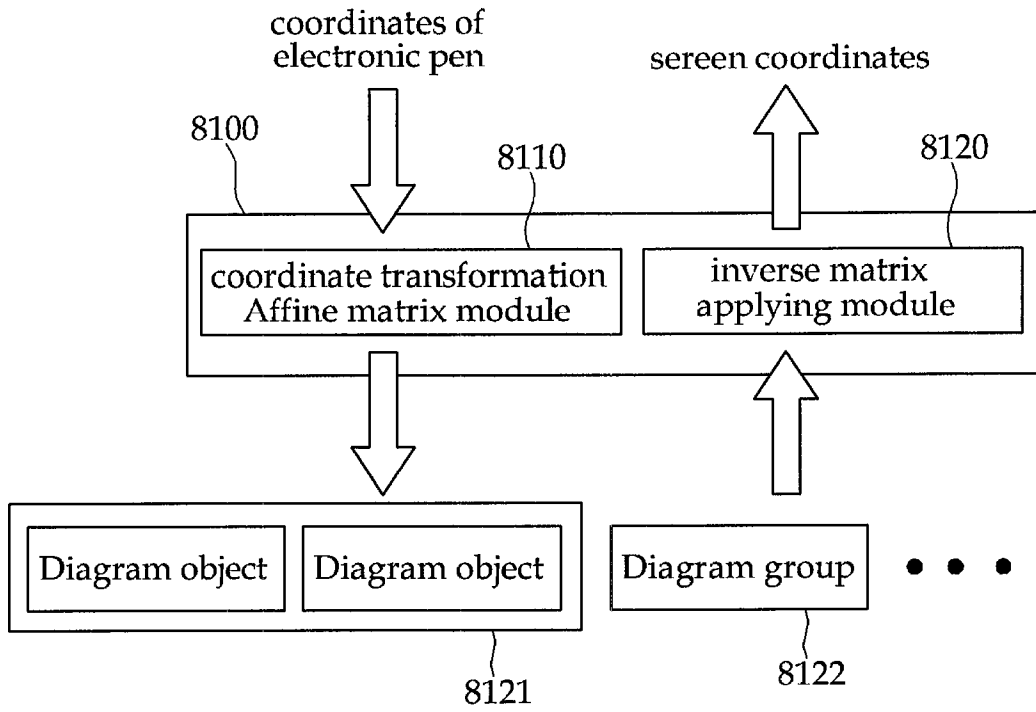 coordinates of
electronic pen
sereen coordinates
8100
8110
8120
coordinate transformation
Affine matrix module
inverse matrix
applying module
Diagram object
Diagram object
Diagram group
8121
8122